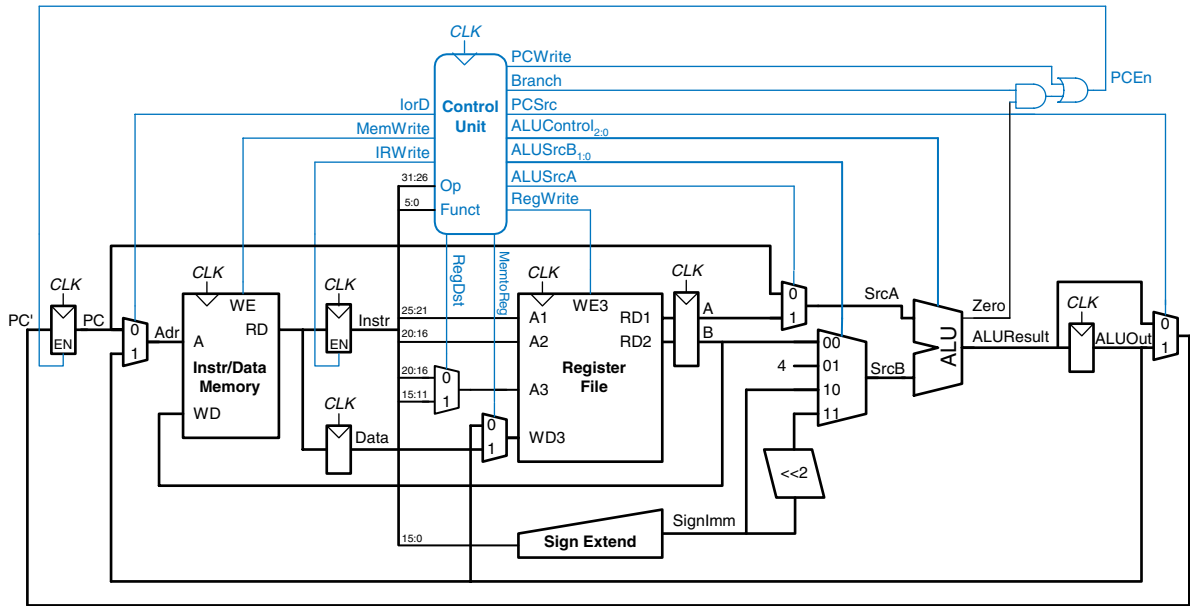 CLK
PCWrite
Branch
PCSrc
ALUControl2:0
ALUSrcB1:0
ALUSrcA
RegWrite
PCEn
IorD
MemWrite
IRWrite
Control
Unit
31:26
Op
5:0
Funct
RegDst
MemtoReg
CLK
PC'
PC
EN
0
1
Adr
CLK
WE
A
RD
Instr/Data
Memory
WD
CLK
Instr
EN
CLK
Data
25:21
20:16
20:16
15:11
0
1
0
1
CLK
WE3
A1
A2
A3
WD3
RD1
RD2
Register
File
CLK
A
B
0
1
SrcA
4
00
01
10
11
SrcB
<<2
15:0
Sign Extend
SignImm
ALU
Zero
ALUResult
CLK
ALUOut
0
1